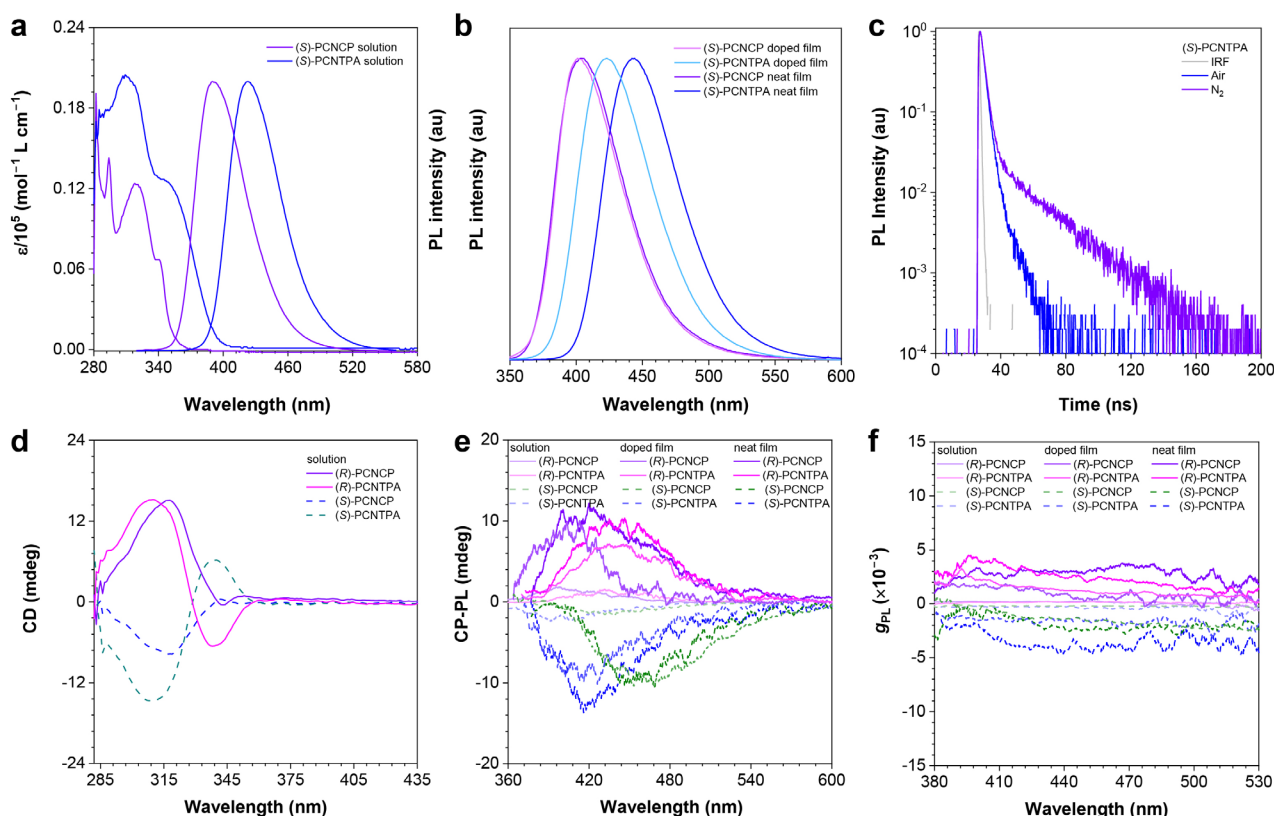 a
(S)-PCNCP solution
(S)-PCNTPA solution
ε/10⁵ (mol⁻¹ L cm⁻¹)
PL intensity (au)
0.24
0.18
0.12
0.06
0.00
280 340 400 460 520 580
Wavelength (nm)
b
(S)-PCNCP doped film
(S)-PCNTPA doped film
(S)-PCNCP neat film
(S)-PCNTPA neat film
PL intensity (au)
350 400 450 500 550 600
Wavelength (nm)
c
(S)-PCNTPA
IRF
Air
N₂
PL Intensity (au)
10⁰
10⁻¹
10⁻²
10⁻³
10⁻⁴
0 40 80 120 160 200
Time (ns)
d
solution
(R)-PCNCP
(R)-PCNTPA
(S)-PCNCP
(S)-PCNTPA
CD (mdeg)
24
12
0
-12
-24
285 315 345 375 405 435
Wavelength (nm)
e
solution doped film neat film
(R)-PCNCP (R)-PCNCP (R)-PCNCP
(R)-PCNTPA (R)-PCNTPA (R)-PCNTPA
(S)-PCNCP (S)-PCNCP (S)-PCNCP
(S)-PCNTPA (S)-PCNTPA (S)-PCNTPA
CP-PL (mdeg)
20
10
0
-10
-20
360 420 480 540 600
Wavelength (nm)
f
solution doped film neat film
(R)-PCNCP (R)-PCNCP (R)-PCNCP
(R)-PCNTPA (R)-PCNTPA (R)-PCNTPA
(S)-PCNCP (S)-PCNCP (S)-PCNCP
(S)-PCNTPA (S)-PCNTPA (S)-PCNTPA
gPL (×10⁻³)
15
10
5
0
-5
-10
-15
380 410 440 470 500 530
Wavelength (nm)